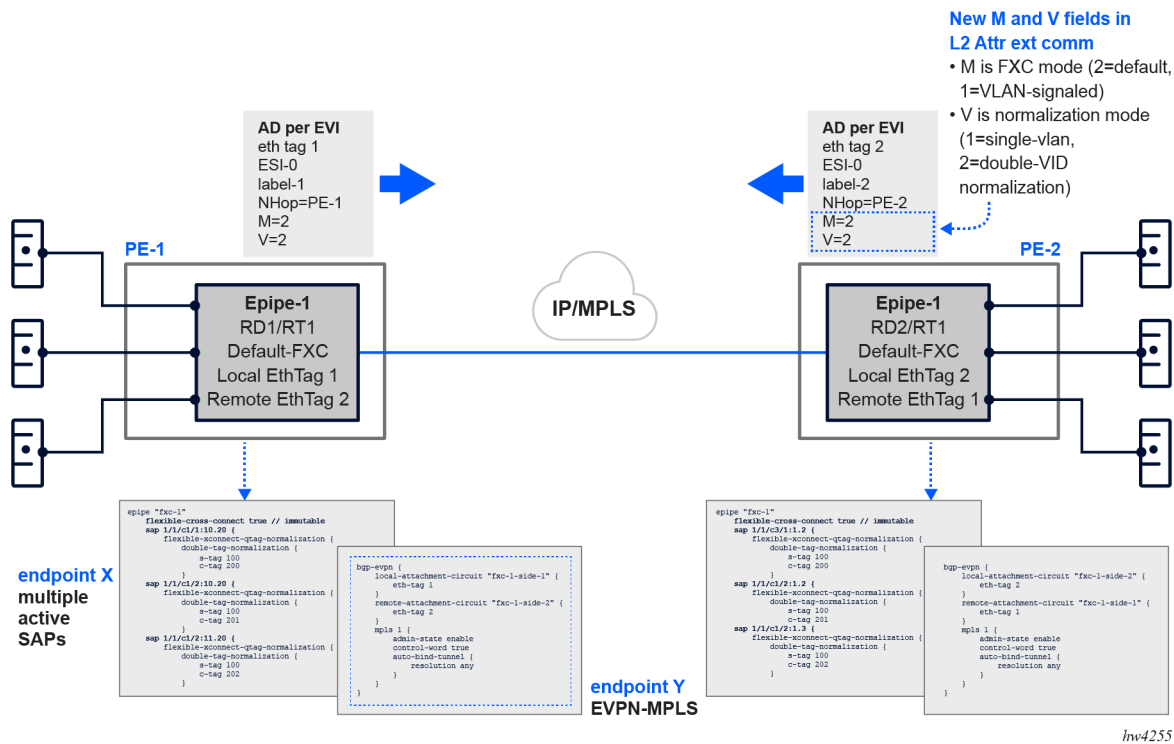 New M and V fields in
L2 Attr ext comm
• M is FXC mode (2=default,
1=VLAN-signaled)
• V is normalization mode
(1=single-vlan,
2=double-VID
normalization)
AD per EVI
eth tag 1
ESI-0
label-1
NHop=PE-1
M=2
V=2
AD per EVI
eth tag 2
ESI-0
label-2
NHop=PE-2
M=2
V=2
PE-1
PE-2
Epipe-1
RD1/RT1
Default-FXC
Local EthTag 1
Remote EthTag 2
IP/MPLS
Epipe-1
RD2/RT1
Default-FXC
Local EthTag 2
Remote EthTag 1
endpoint X
multiple
active
SAPs
epipe "fxc-1"
flexible-cross-connect true // immutable
sap 1/1/c1/1:10.20 {
flexible-xconnect-qtag-normalization {
double-tag-normalization {
s-tag 100
c-tag 200
}
sap 1/1/c1/2:10.20 {
flexible-xconnect-qtag-normalization {
double-tag-normalization {
s-tag 100
c-tag 201
}
sap 1/1/c1/2:11.20 {
flexible-xconnect-qtag-normalization {
double-tag-normalization {
s-tag 100
c-tag 202
}
bgp-evpn {
local-attachment-circuit "fxc-1-side-1" {
eth-tag 1
}
remote-attachment-circuit "fxc-1-side-2" {
eth-tag 2
}
mpls 1 {
admin-state enable
control-word true
auto-bind-tunnel {
resolution any
}
}
}
endpoint Y
EVPN-MPLS
epipe "fxc-1"
flexible-cross-connect true // immutable
sap 1/1/c3/1:1.2 {
flexible-xconnect-qtag-normalization {
double-tag-normalization {
s-tag 100
c-tag 200
}
sap 1/1/c1/2:1.2 {
flexible-xconnect-qtag-normalization {
double-tag-normalization {
s-tag 100
c-tag 201
}
sap 1/1/c1/2:1.3 {
flexible-xconnect-qtag-normalization {
double-tag-normalization {
s-tag 100
c-tag 202
}
bgp-evpn {
local-attachment-circuit "fxc-1-side-2" {
eth-tag 2
}
remote-attachment-circuit "fxc-1-side-1" {
eth-tag 1
}
mpls 1 {
admin-state enable
control-word true
auto-bind-tunnel {
resolution any
}
}
}
hw4255